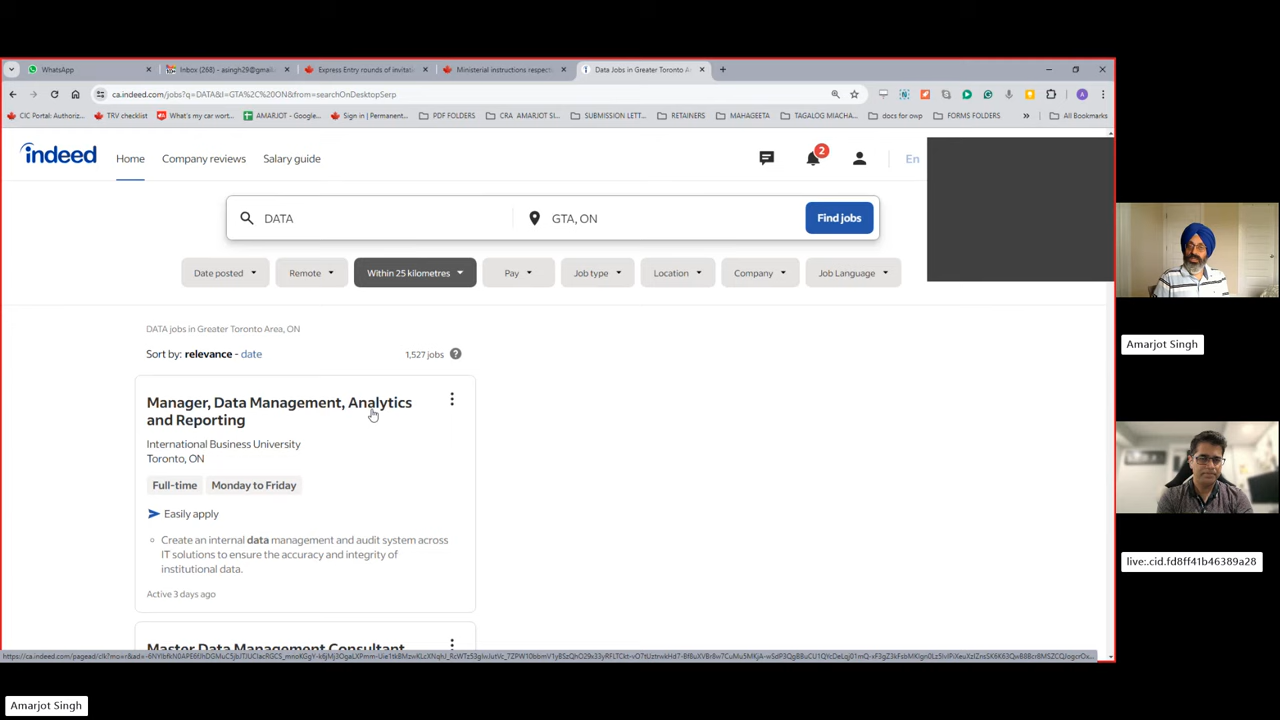 WhatsApp
Inbox (268) - asingh29@gmail
Express Entry rounds of invitati
Ministerial instructions respect
Data Jobs in Greater Toronto A
ca.indeed.com/jobs?q=DATA&l=GTA%2C%20ON&from=searchOnDesktopSerp
CIC Portal: Authoriz...
TRV checklist
What's my car wort...
AMARJOT - Google...
Sign in | Permanent...
PDF FOLDERS
CRA AMARJOT SI...
SUBMISSION LETT...
RETAINERS
MAHAGEETA
TAGALOG MIACHA...
docs for owp
FORMS FOLDERS
All Bookmarks
indeed
Home
Company reviews
Salary guide
2
En
DATA
GTA, ON
Find jobs
Date posted
Remote
Within 25 kilometres
Pay
Job type
Location
Company
Job Language
DATA jobs in Greater Toronto Area, ON
Sort by: relevance - date
1,527 jobs
Manager, Data Management, Analytics
and Reporting
International Business University
Toronto, ON
Full-time
Monday to Friday
Easily apply
Create an internal data management and audit system across
IT solutions to ensure the accuracy and integrity of
institutional data.
Active 3 days ago
Master Data Management Consultant
Amarjot Singh
live:.cid.fd8ff41b46389a28
Amarjot Singh